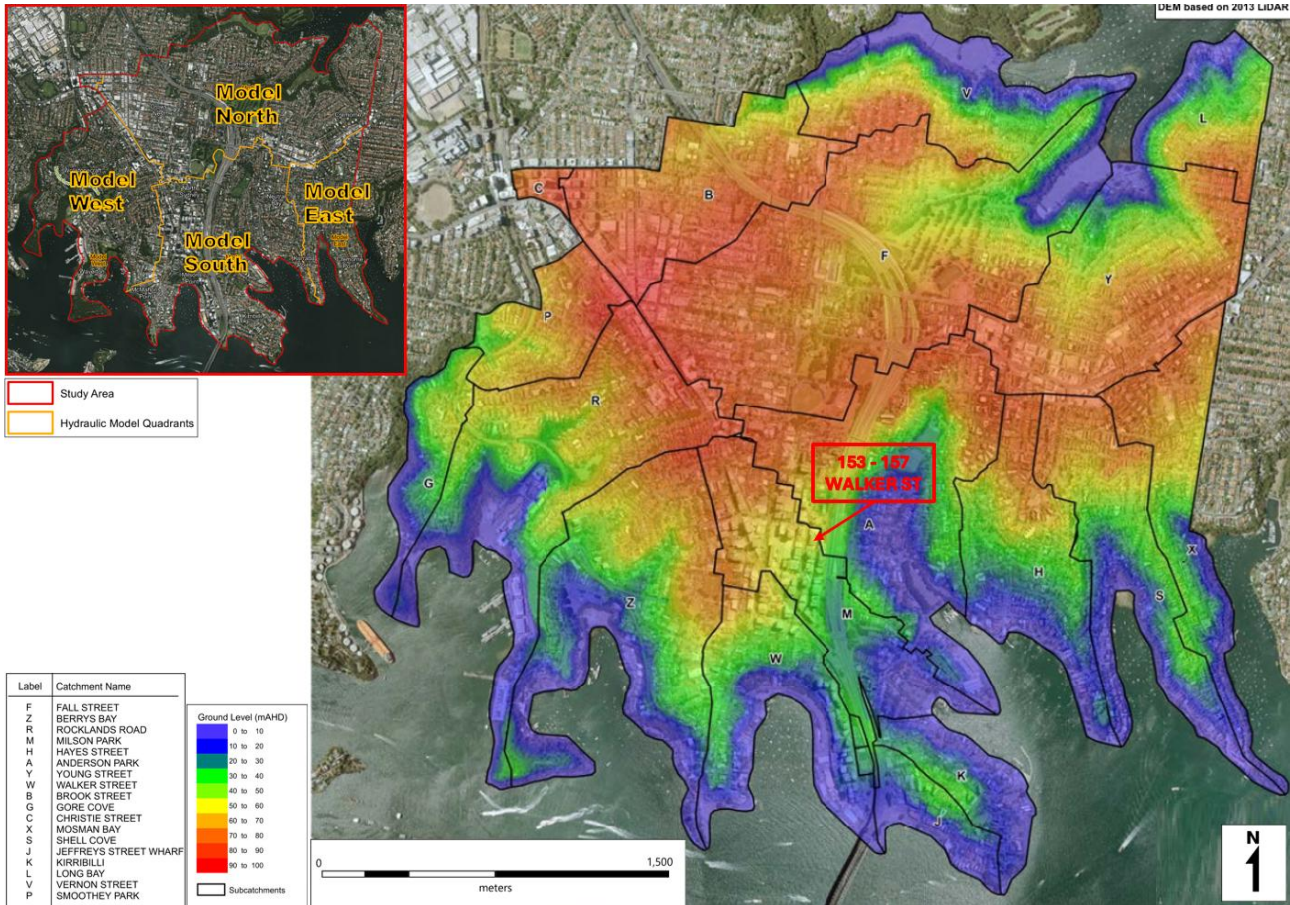 DEM based on 2013 LIDAR
Model
North
Model
West
Model
East
Model
South
Study Area
Hydraulic Model Quadrants
V
L
C
B
F
Y
P
R
153 - 157
WALKER ST
G
A
X
H
S
Z
M
W
K
J
Label Catchment Name
F FALL STREET
Z BERRYS BAY
R ROCKLANDS ROAD
M MILSON PARK
H HAYES STREET
A ANDERSON PARK
Y YOUNG STREET
W WALKER STREET
B BROOK STREET
G GORE COVE
C CHRISTIE STREET
X MOSMAN BAY
S SHELL COVE
J JEFFREYS STREET WHARF
K KIRRIBILLI
L LONG BAY
V VERNON STREET
P SMOOTHEY PARK
Ground Level (mAHD)
0 to 10
10 to 20
20 to 30
30 to 40
40 to 50
50 to 60
60 to 70
70 to 80
80 to 90
90 to 100
Subcatchments
0 1,500
meters
N